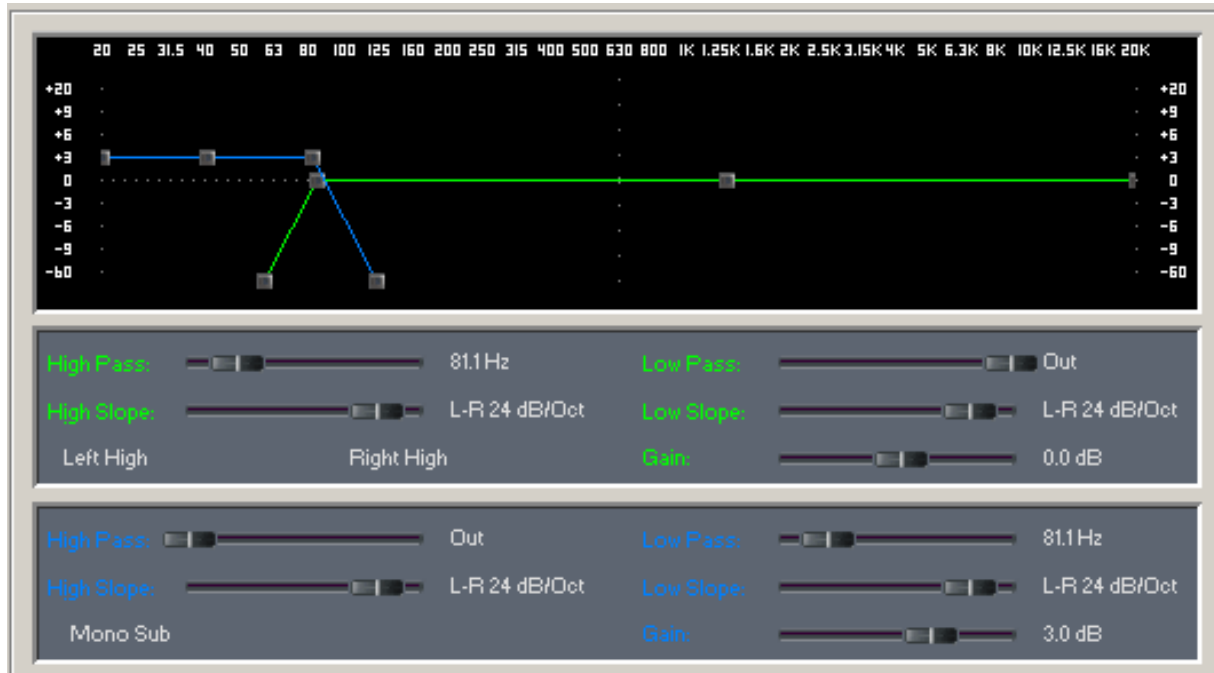 20 25 31.5 40 50 63 80 100 125 160 200 250 315 400 500 630 800 1K 1.25K 1.6K 2K 2.5K 3.15K 4K 5K 6.3K 8K 10K 12.5K 16K 20K
+20 +20
+9 +9
+6 +6
+3 +3
0 0
-3 -3
-6 -6
-9 -9
-60 -60
High Pass: 81.1 Hz Low Pass: Out
High Slope: L-R 24 dB/Oct Low Slope: L-R 24 dB/Oct
Left High Right High Gain: 0.0 dB
High Pass: Out Low Pass: 81.1 Hz
High Slope: L-R 24 dB/Oct Low Slope: L-R 24 dB/Oct
Mono Sub Gain: 3.0 dB